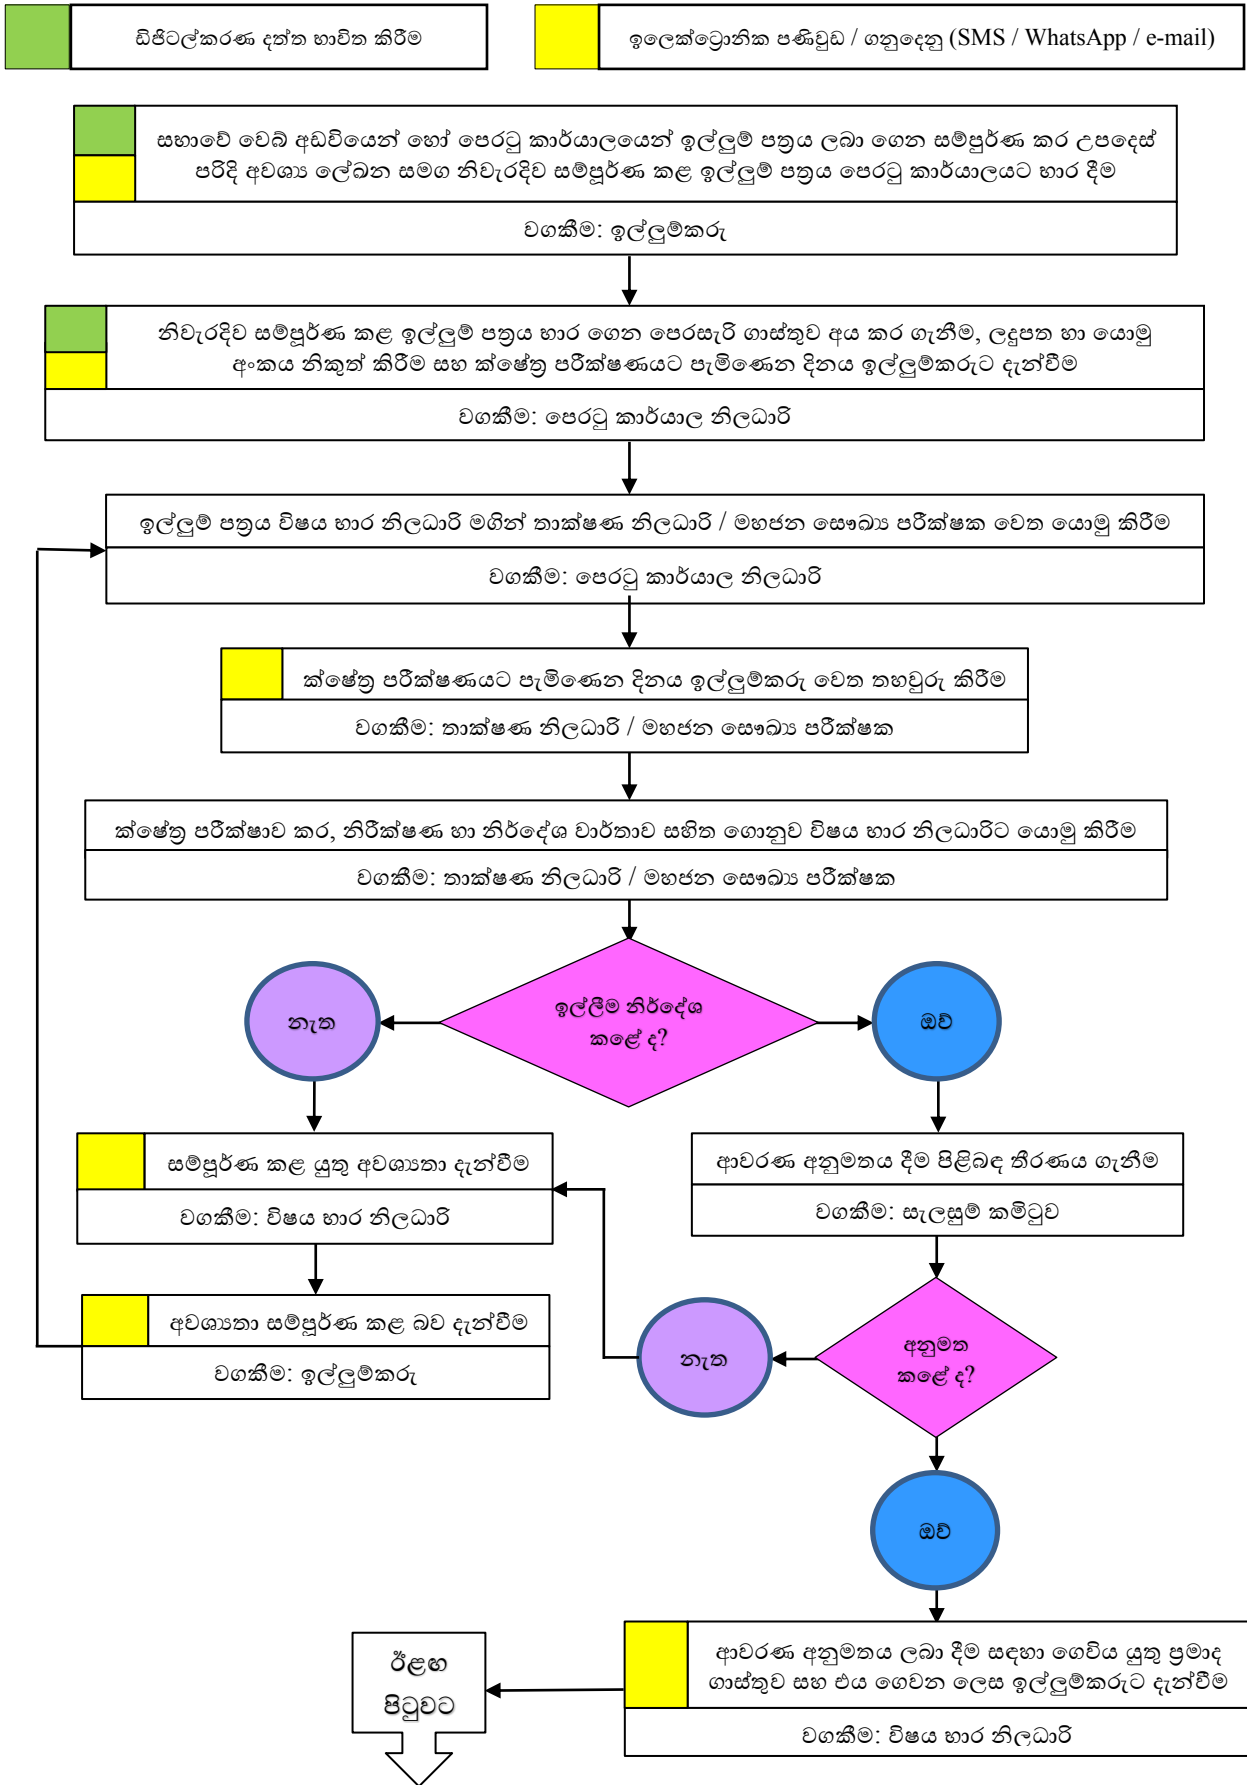 ඩිජිටල්කරණ දත්ත භාවිත කිරීම
ඉලෙක්ට්‍රොනික පණිවුඩ / ගනුදෙනු (SMS / WhatsApp / e-mail)
සභාවේ වෙබ් අඩවියෙන් හෝ පෙරටු කාර්යාලයෙන් ඉල්ලුම් පත්‍රය ලබා ගෙන සම්පුර්ණ කර උපදෙස්
පරිදි අවශ්‍ය ලේඛන සමග නිවැරදිව සම්පූර්ණ කළ ඉල්ලුම් පත්‍රය පෙරටු කාර්යාලයට භාර දීම
වගකීම: ඉල්ලුම්කරු
නිවැරදිව සම්පූර්ණ කළ ඉල්ලුම් පත්‍රය භාර ගෙන පෙරසැරි ගාස්තුව අය කර ගැනීම, ලදුපත හා යොමු
අංකය නිකුත් කිරීම සහ ක්ෂේත්‍ර පරීක්ෂණයට පැමිණෙන දිනය ඉල්ලුම්කරුට දැන්වීම
වගකීම: පෙරටු කාර්යාල නිලධාරි
ඉල්ලුම් පත්‍රය විෂය භාර නිලධාරි මගින් තාක්ෂණ නිලධාරි / මහජන සෞඛ්‍ය පරීක්ෂක වෙත යොමු කිරීම
වගකීම: පෙරටු කාර්යාල නිලධාරි
ක්ෂේත්‍ර පරීක්ෂණයට පැමිණෙන දිනය ඉල්ලුම්කරු වෙත තහවුරු කිරීම
වගකීම: තාක්ෂණ නිලධාරි / මහජන සෞඛ්‍ය පරීක්ෂක
ක්ෂේත්‍ර පරීක්ෂාව කර, නිරීක්ෂණ හා නිර්දේශ වාර්තාව සහිත ගොනුව විෂය භාර නිලධාරිට යොමු කිරීම
වගකීම: තාක්ෂණ නිලධාරි / මහජන සෞඛ්‍ය පරීක්ෂක
ඉල්ලීම නිර්දේශ
කළේ ද?
නැත
ඔව්
සම්පූර්ණ කළ යුතු අවශ්‍යතා දැන්වීම
වගකීම: විෂය භාර නිලධාරි
ආවරණ අනුමතය දීම පිළිබඳ තීරණය ගැනීම
වගකීම: සැලසුම් කමිටුව
අවශ්‍යතා සම්පූර්ණ කළ බව දැන්වීම
වගකීම: ඉල්ලුම්කරු
නැත
අනුමත
කළේ ද?
ඔව්
ඊළඟ
පිටුවට
ආවරණ අනුමතය ලබා දීම සඳහා ගෙවිය යුතු ප්‍රමාද
ගාස්තුව සහ එය ගෙවන ලෙස ඉල්ලුම්කරුට දැන්වීම
වගකීම: විෂය භාර නිලධාරි